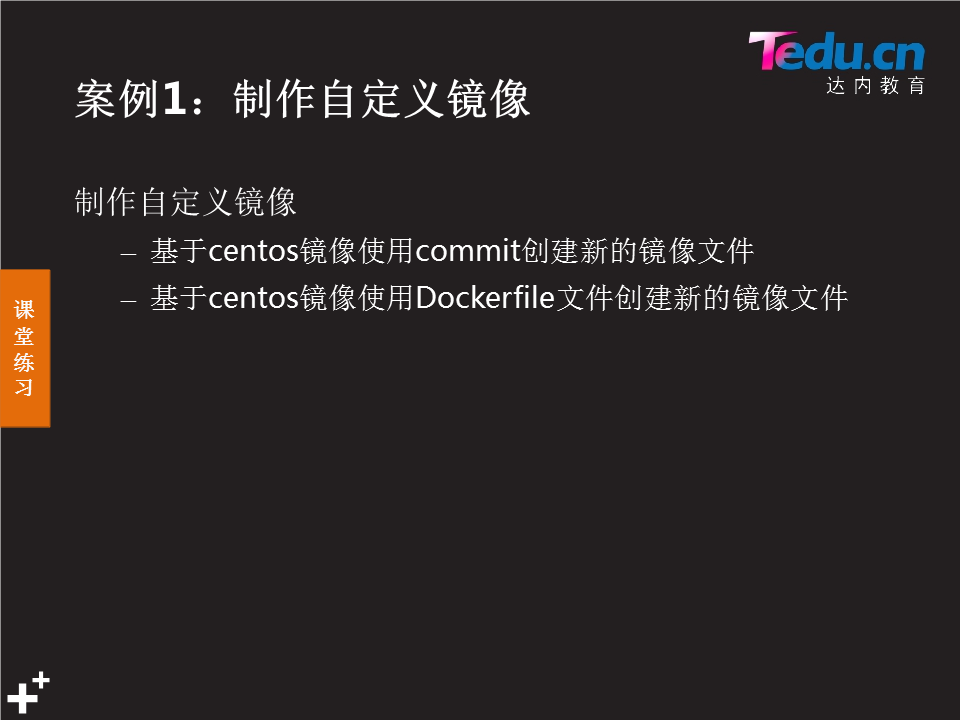 Tedu.cn
达内教育
案例1：制作自定义镜像
制作自定义镜像
– 基于centos镜像使用commit创建新的镜像文件
– 基于centos镜像使用Dockerfile文件创建新的镜像文件
课
堂
练
习